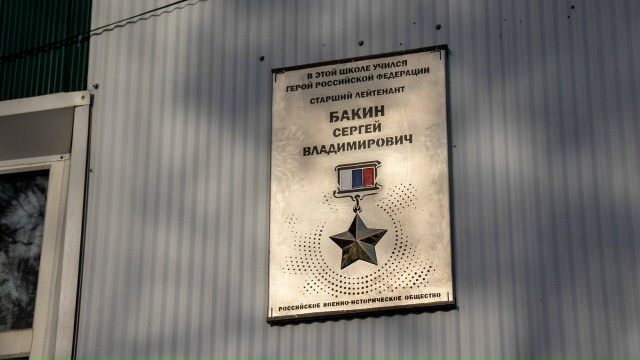 В ЭТОЙ ШКОЛЕ УЧИЛСЯ
ГЕРОЙ РОССИЙСКОЙ ФЕДЕРАЦИИ
СТАРШИЙ ЛЕЙТЕНАНТ
БАКИН
СЕРГЕЙ
ВЛАДИМИРОВИЧ
РОССИЙСКОЕ ВОЕННО-ИСТОРИЧЕСКОЕ ОБЩЕСТВО